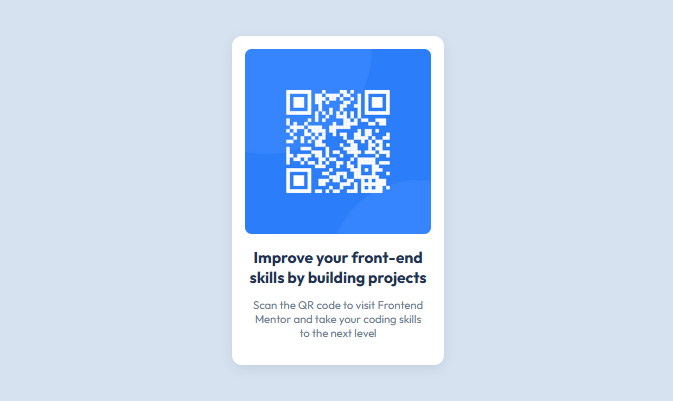 Improve your front-end
skills by building projects
Scan the QR code to visit Frontend
Mentor and take your coding skills
to the next level